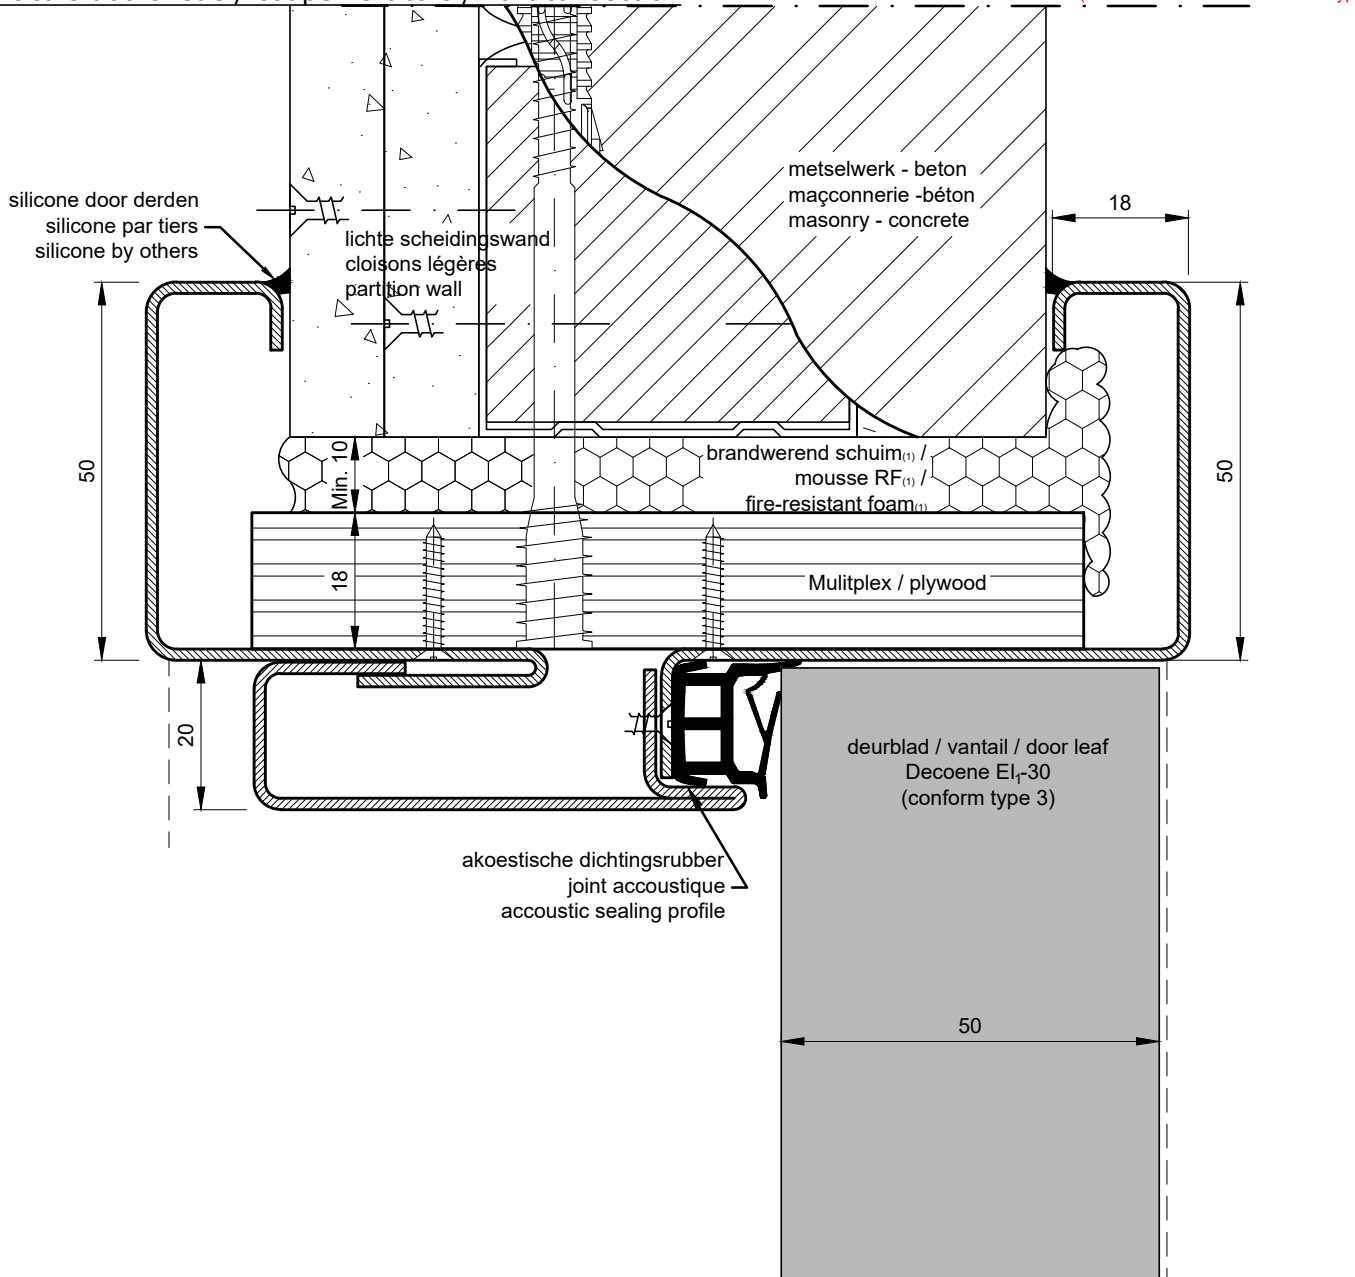 metselwerk - beton
maçconnerie -béton
masonry - concrete
18
silicone door derden
silicone par tiers
silicone by others
lichte scheidingswand
cloisons légères
partition wall
50
Min. 10
brandwerend schuim(1) /
mousse RF(1) /
fire-resistant foam(1)
50
18
Mulitplex / plywood
20
deurblad / vantail / door leaf
Decoene EI1-30
(conform type 3)
akoestische dichtingsrubber
joint accoustique
accoustic sealing profile
50